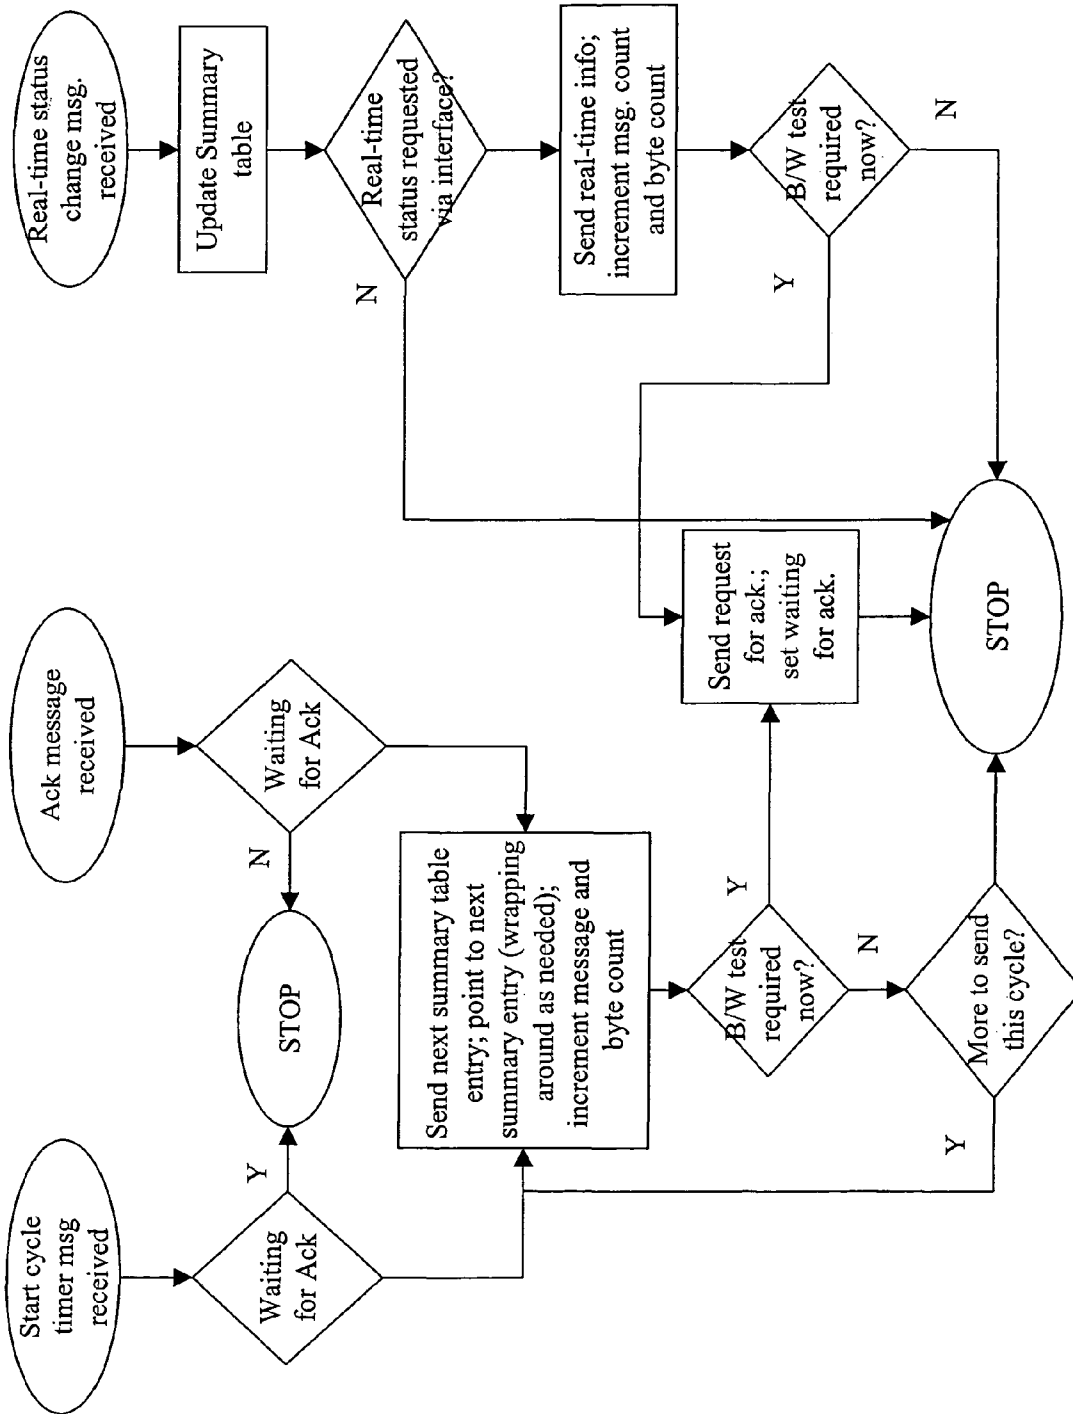 Start cycle
timer msg
received
Ack message
received
Real-time status
change msg.
received
Waiting
for Ack
Y
STOP
N
Waiting
for Ack
Update Summary
table
Real-time
status requested
via interface?
N
Send next summary table
entry; point to next
summary entry (wrapping
around as needed);
increment message and
byte count
Send real-time info;
increment msg. count
and byte count
B/W test
required
now?
Y
N
Send request
for ack.;
set waiting
for ack.
B/W test
required
now?
Y
N
More to send
this cycle?
Y
STOP